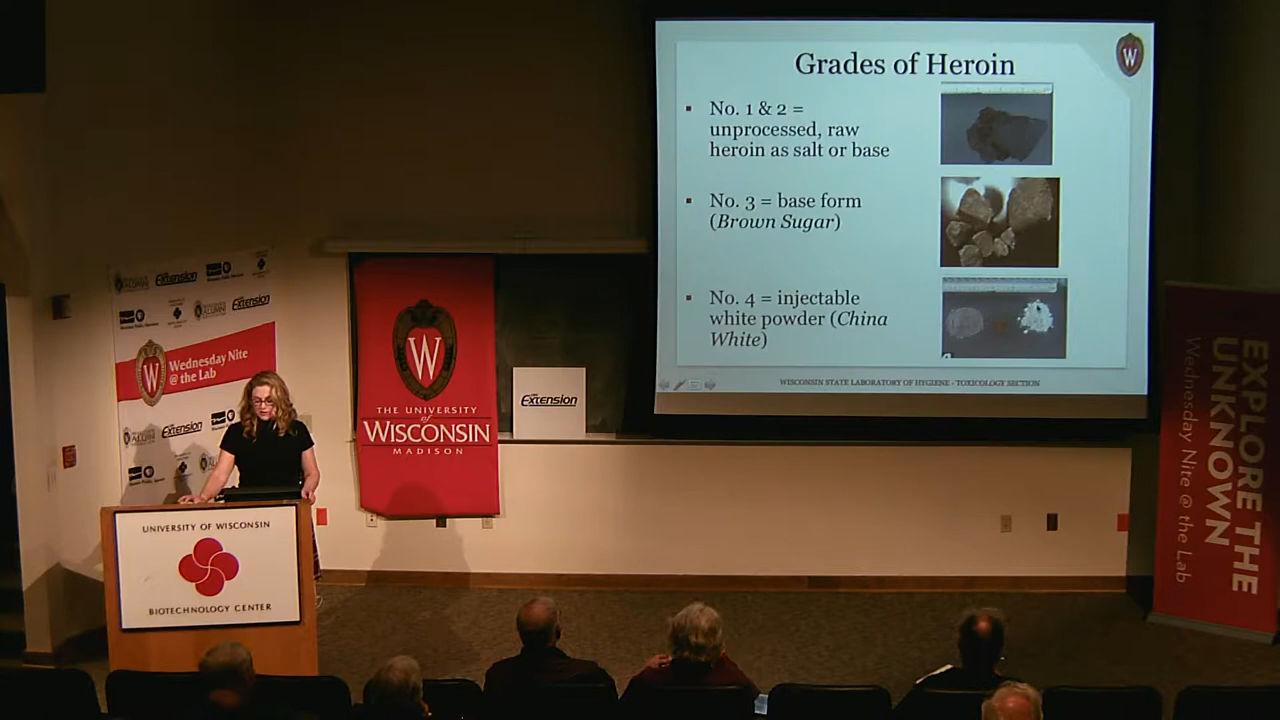 Grades of Heroin
W
No. 1 & 2 =
unprocessed, raw
heroin as salt or base
No. 3 = base form
(Brown Sugar)
No. 4 = injectable
white powder (China
White)
WISCONSIN STATE LABORATORY OF HYGIENE - TOXICOLOGY SECTION
Extension
Extension
Wednesday Nite
@ the Lab
Extension
W
THE UNIVERSITY
of
WISCONSIN
MADISON
Extension
UNIVERSITY OF WISCONSIN
BIOTECHNOLOGY CENTER
EXPLORE THE
UNKNOWN
Wednesday Nite @ the Lab